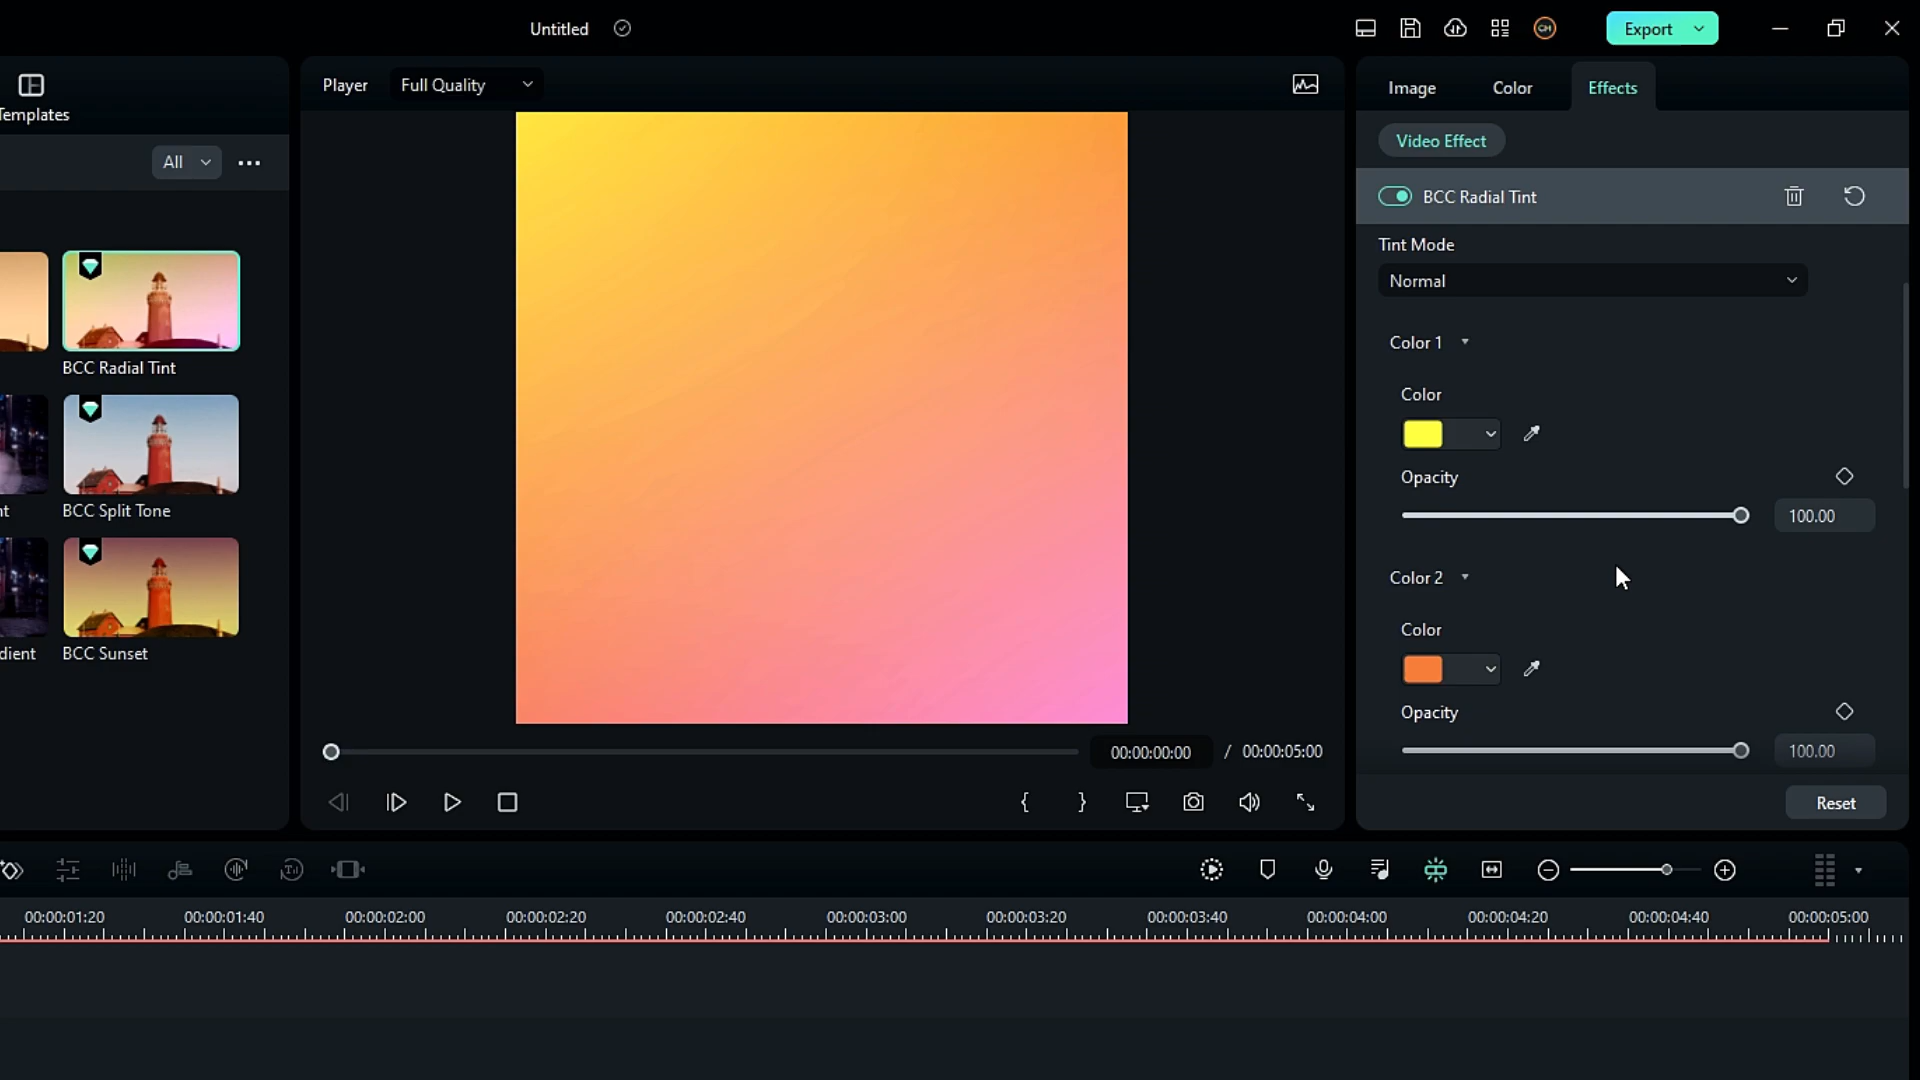 Untitled
GH
Export
Templates
Player
Full Quality
Image
Color
Effects
Video Effect
All
BCC Radial Tint
Tint Mode
Normal
BCC Radial Tint
Color 1
Color
Opacity
100.00
nt
BCC Split Tone
Color 2
Color
dient
BCC Sunset
Opacity
100.00
00:00:00:00
/
00:00:05:00
{
}
Reset
00:00:01:20
00:00:01:40
00:00:02:00
00:00:02:20
00:00:02:40
00:00:03:00
00:00:03:20
00:00:03:40
00:00:04:00
00:00:04:20
00:00:04:40
00:00:05:00